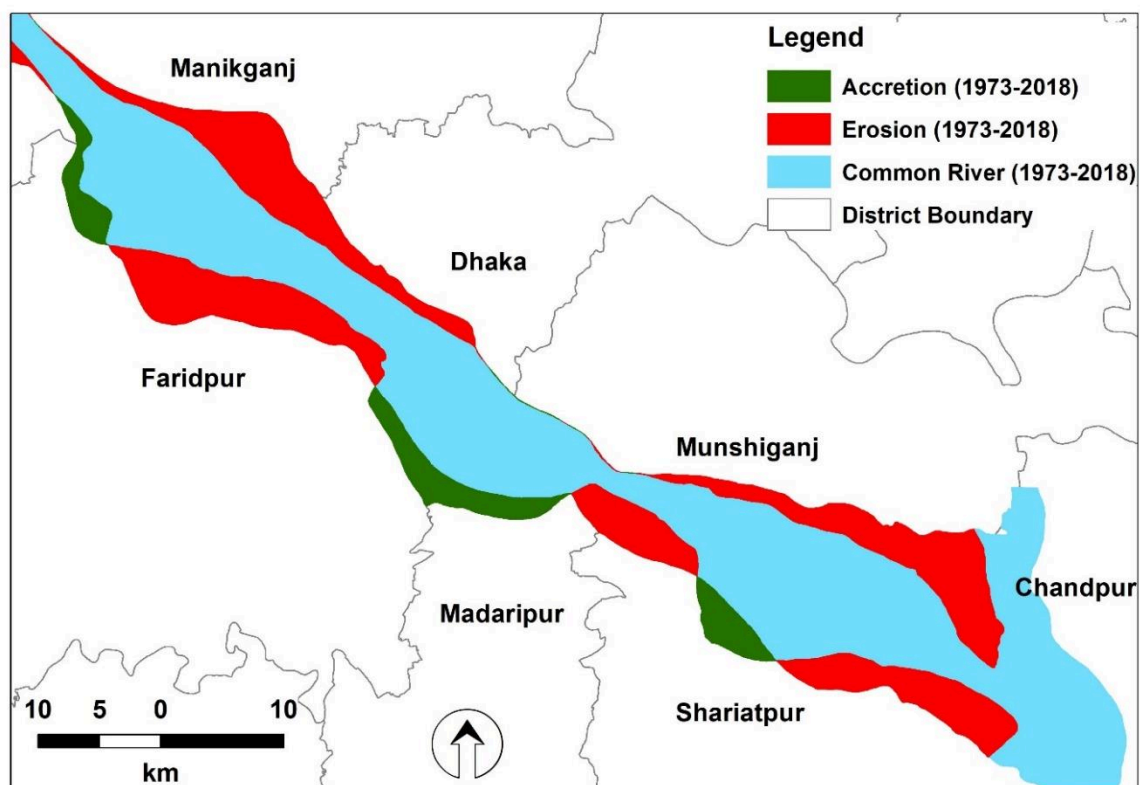 Legend
Accretion (1973-2018)
Erosion (1973-2018)
Common River (1973-2018)
District Boundary
Manikganj
Dhaka
Faridpur
Munshiganj
Chandpur
Madaripur
Shariatpur
10 5 0 10
km